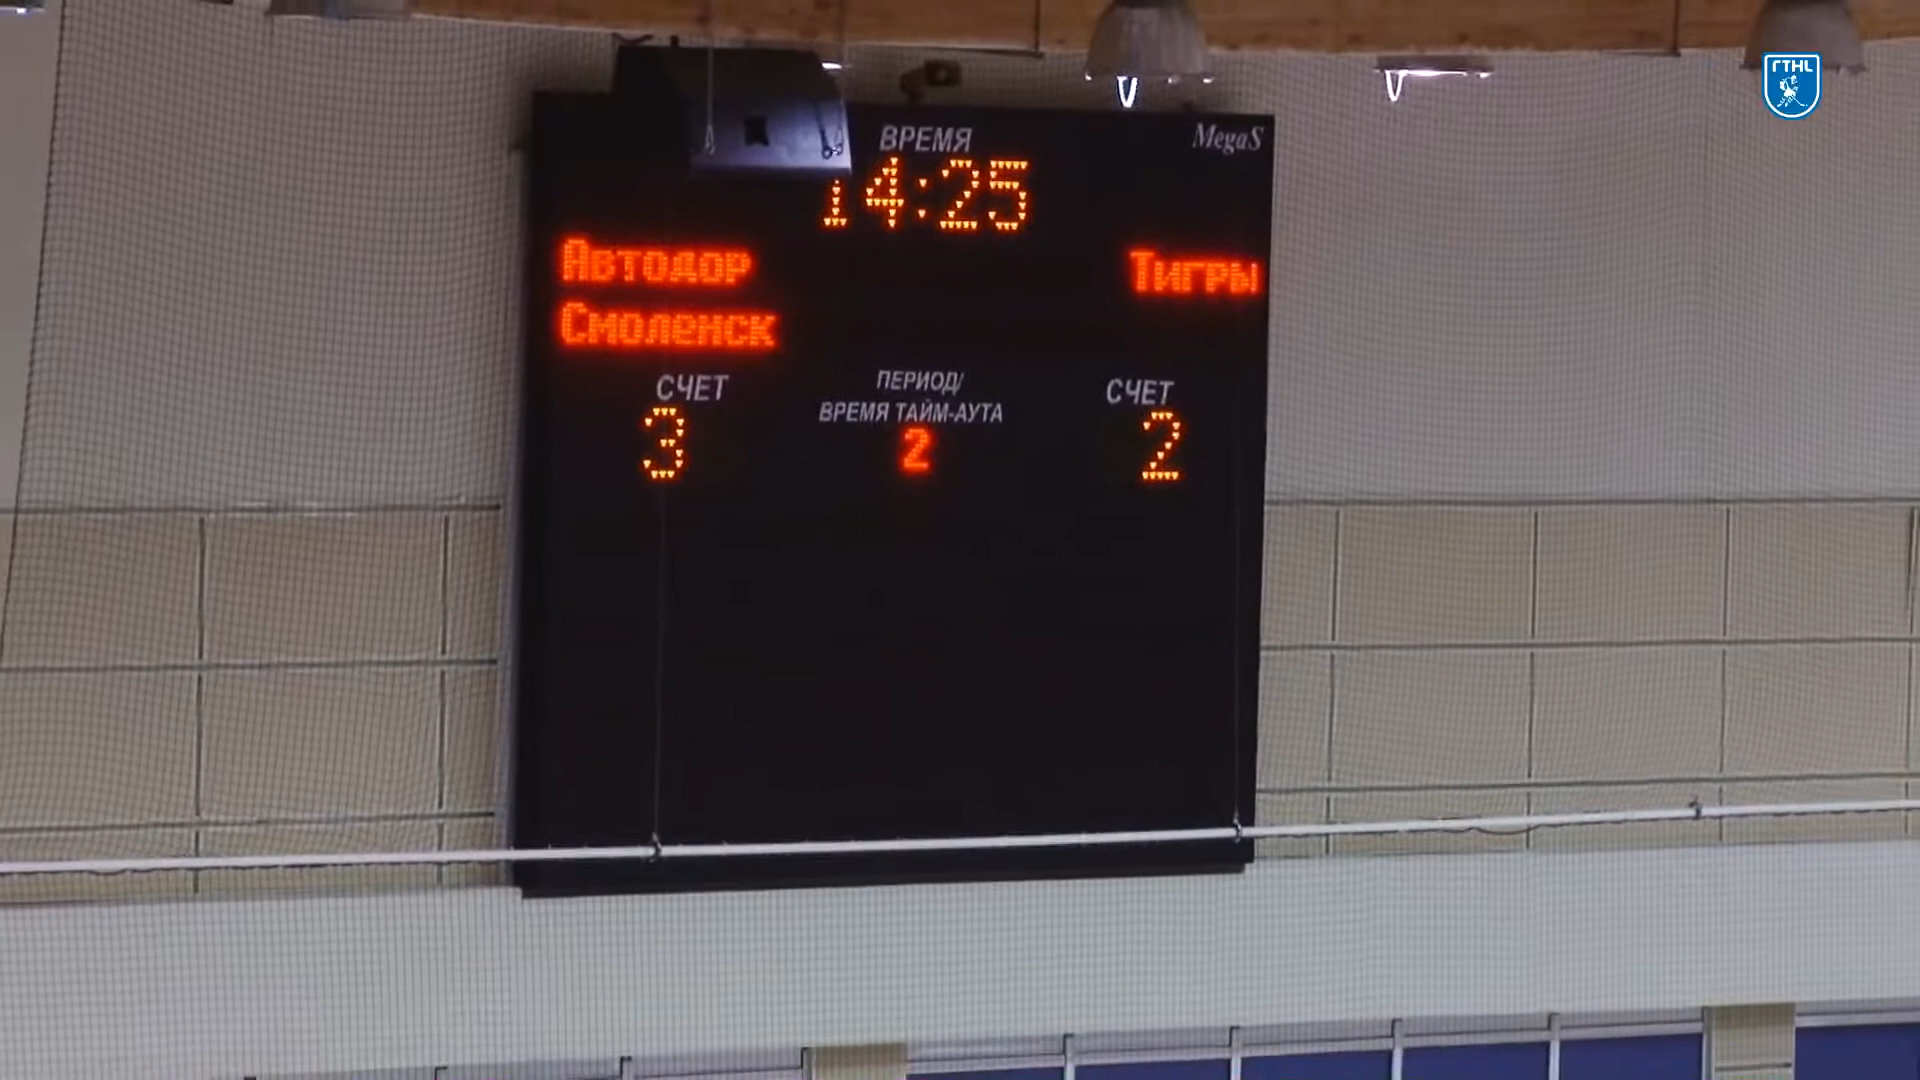 ГТHL
ВРЕМЯ
MegaS
14:25
Автодор
Тигры
Смоленск
СЧЕТ
ПЕРИОД/
ВРЕМЯ ТАЙМ-АУТА
СЧЕТ
3
2
2